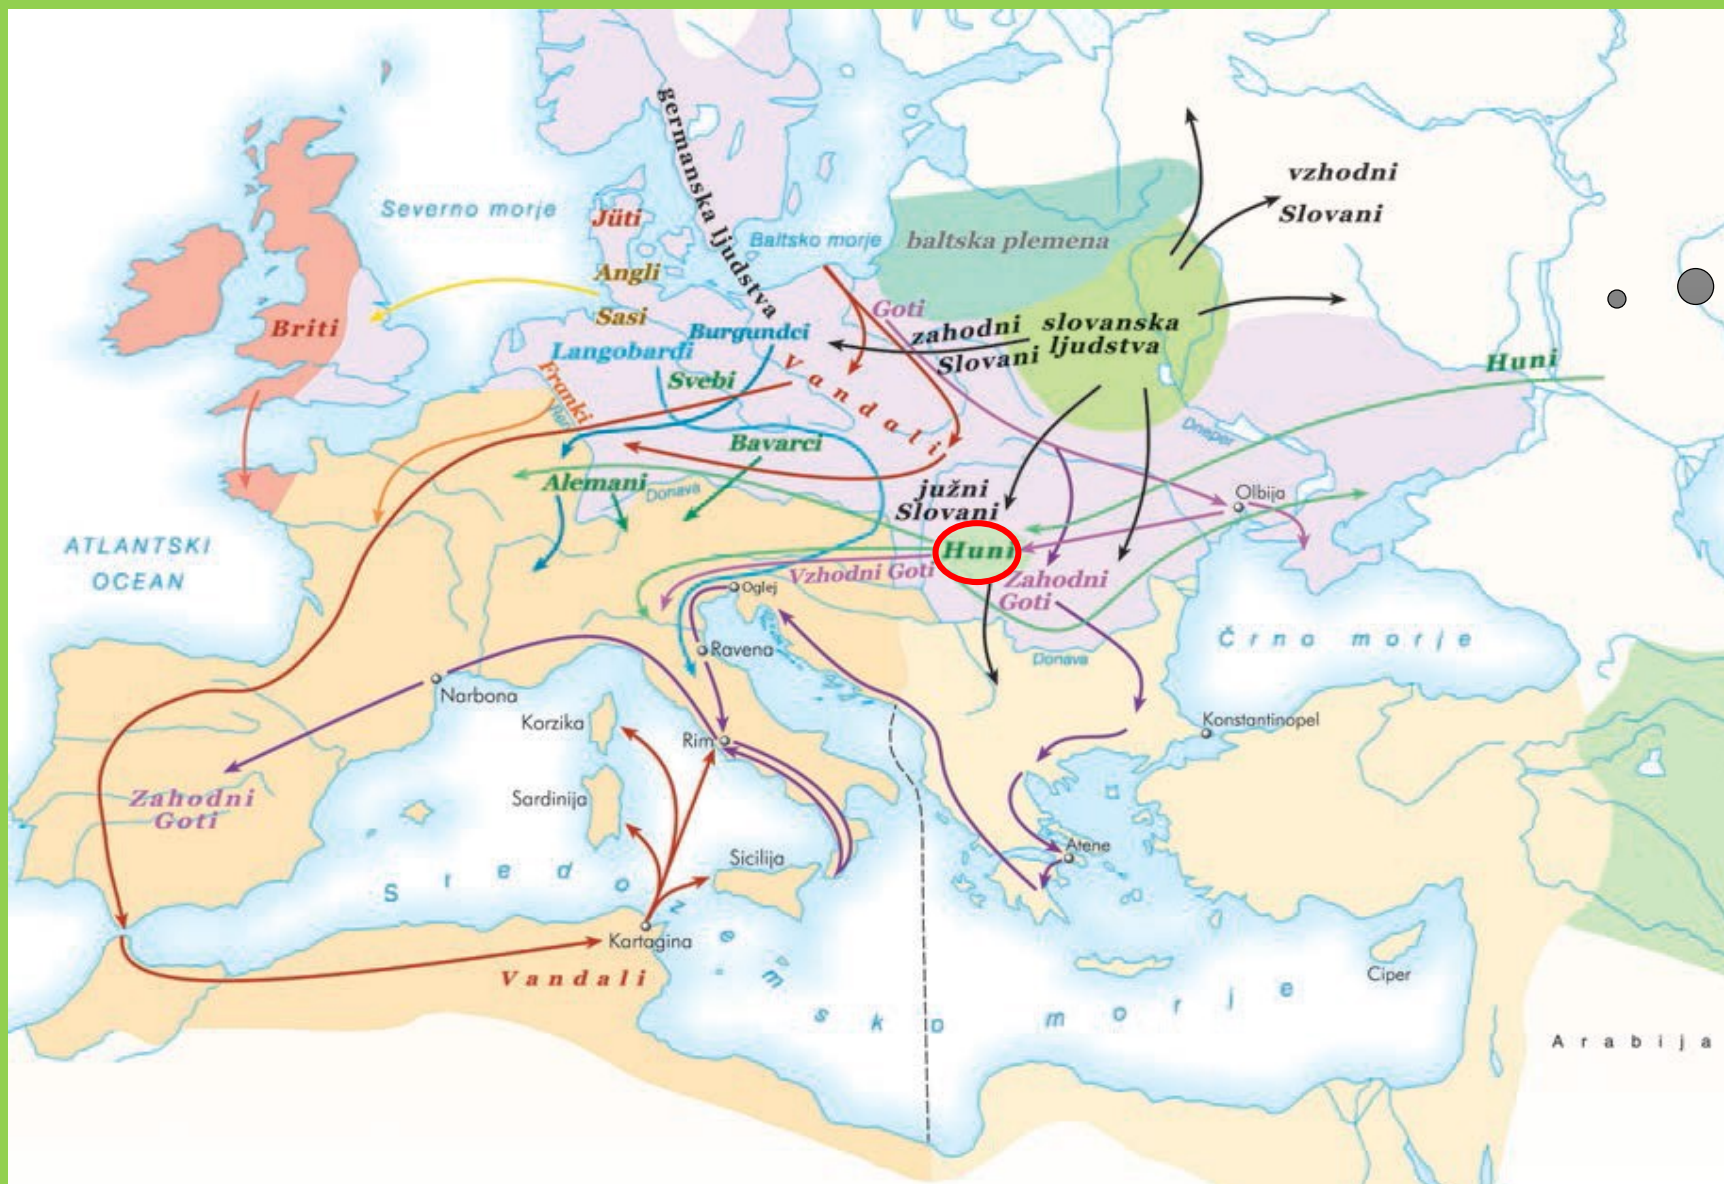 germanska ljudstva
vzhodni
Slovani
Severno morje
Jüti
Baltsko morje
baltska plemena
Angli
Sasi
Goti
Briti
Burgundci
zahodni
Slovani
slovanska
ljudstva
Langobardi
Svebi
Vandali
Franki
Huni
Dneper
Bavarci
Alemani
Donava
južni
Slovani
Olbija
ATLANTSKI
OCEAN
Huni
Vzhodni Goti
Zahodni
Goti
Oglej
Črno morje
Ravena
Donava
Narbona
Korzika
Rim
Konstantinopel
Zahodni
Goti
Sardinija
Atene
Sicilija
Sredozemsko morje
Kartagina
Vandali
Ciper
Arabija